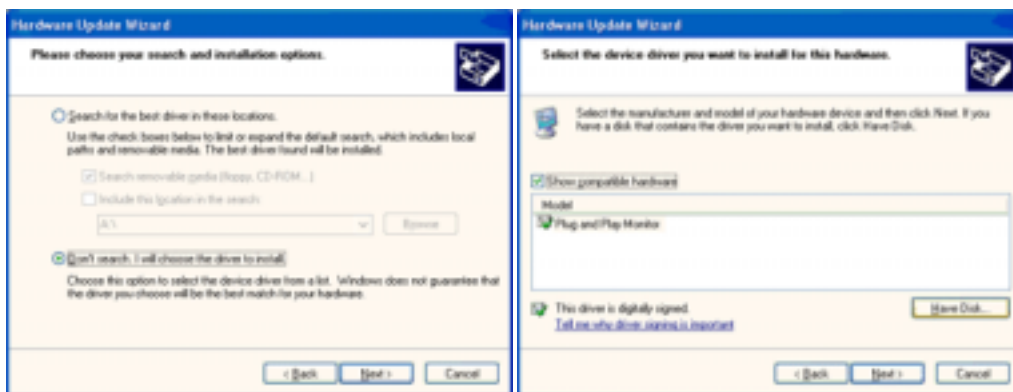 Hardware Update Wizard
Please choose your search and installation options.
Search for the best driver in these locations.
Use the check boxes below to limit or expand the default search, which includes local
paths and removable media. The best driver found will be installed.
Search removable media (floppy, CD-ROM...)
Include this location in the search:
A:\
Browse
Don't search. I will choose the driver to install.
Choose this option to select the device driver from a list. Windows does not guarantee that
the driver you choose will be the best match for your hardware.
< Back
Next >
Cancel
Hardware Update Wizard
Select the device driver you want to install for this hardware.
Select the manufacturer and model of your hardware device and then click Next. If you
have a disk that contains the driver you want to install, click Have Disk.
Show compatible hardware
Model
Plug and Play Monitor
This driver is digitally signed.
Tell me why driver signing is important
Have Disk...
< Back
Next >
Cancel